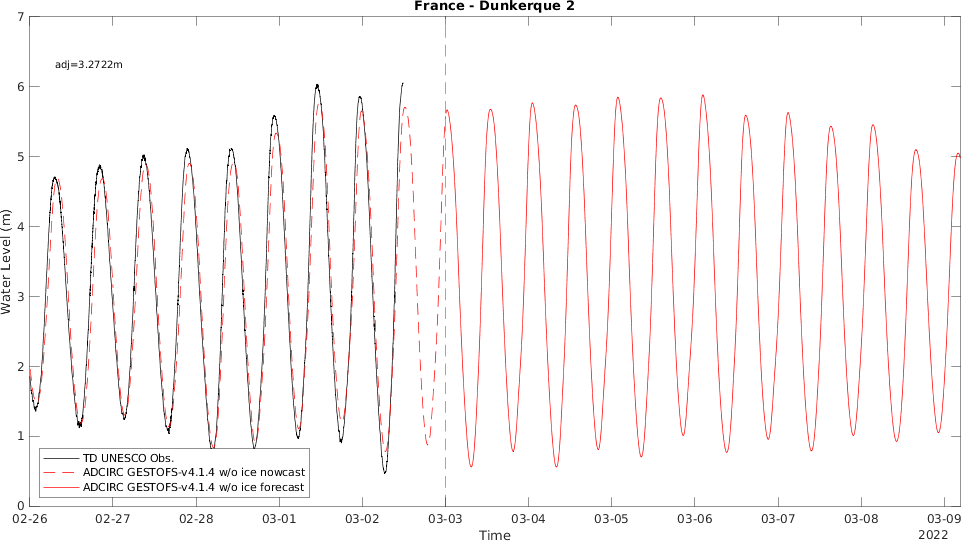 France - Dunkerque 2
7
adj=3.2722m
6
5
4
3
2
1
0
Water Level (m)
TD UNESCO Obs.
ADCIRC GESTOFS-v4.1.4 w/o ice nowcast
ADCIRC GESTOFS-v4.1.4 w/o ice forecast
02-26 02-27 02-28 03-01 03-02 03-03 03-04 03-05 03-06 03-07 03-08 03-09
Time
2022